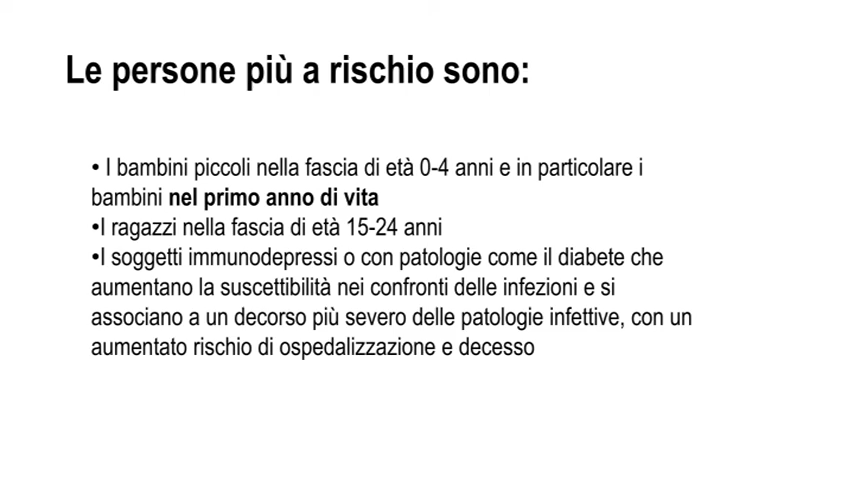 Le persone più a rischio sono:
• I bambini piccoli nella fascia di età 0-4 anni e in particolare i
bambini nel primo anno di vita
•I ragazzi nella fascia di età 15-24 anni
•I soggetti immunodepressi o con patologie come il diabete che
aumentano la suscettibilità nei confronti delle infezioni e si
associano a un decorso più severo delle patologie infettive, con un
aumentato rischio di ospedalizzazione e decesso